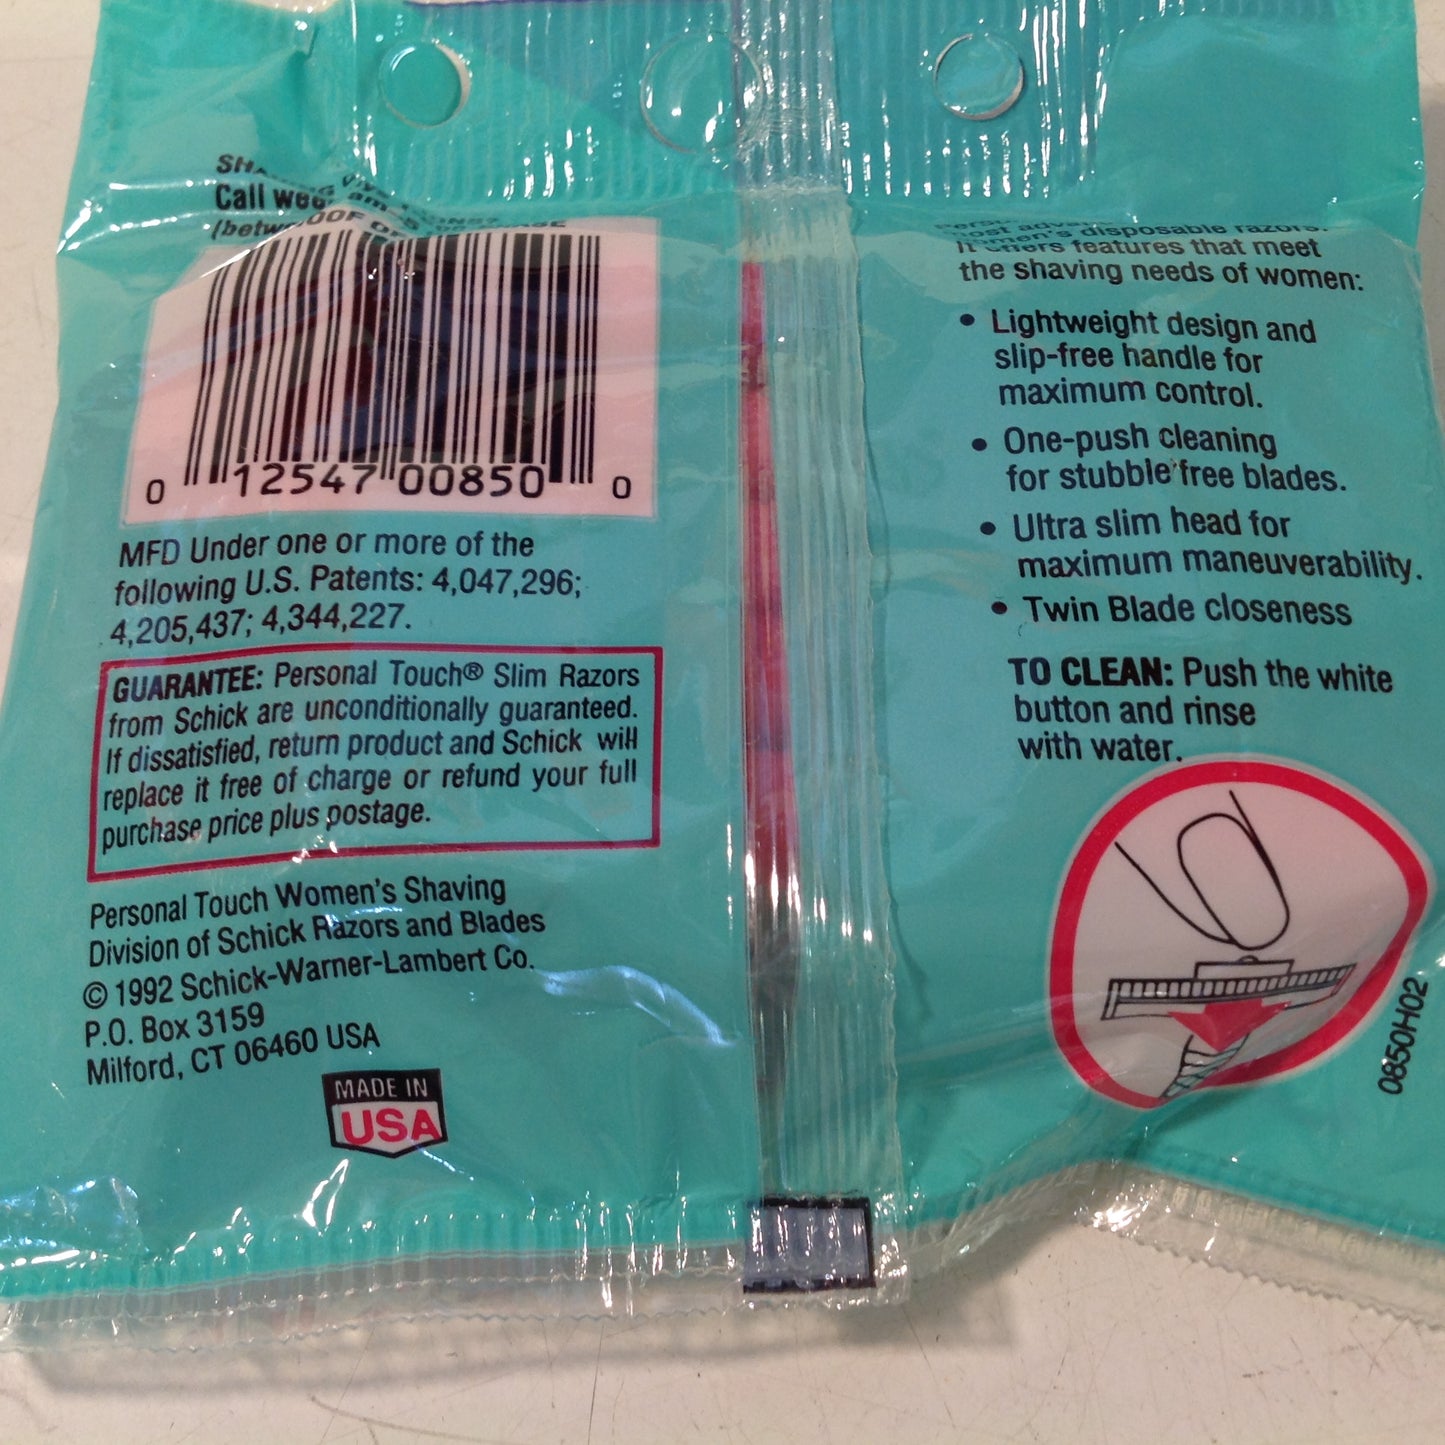 Call
0 12547 00850 0
MFD Under one or more of the
following U.S. Patents: 4,047,296;
4,205,437; 4,344,227.
GUARANTEE: Personal Touch® Slim Razors
from Schick are unconditionally guaranteed.
If dissatisfied, return product and Schick will
replace it free of charge or refund your full
purchase price plus postage.
Personal Touch Women's Shaving
Division of Schick Razors and Blades
© 1992 Schick-Warner-Lambert Co.
P.O. Box 3159
Milford, CT 06460 USA
MADE IN
USA
disposable razors.
It features that meet
the shaving needs of women:
• Lightweight design and
slip-free handle for
maximum control.
• One-push cleaning
for stubble free blades.
• Ultra slim head for
maximum maneuverability.
• Twin Blade closeness
TO CLEAN: Push the white
button and rinse
with water.
0850H02